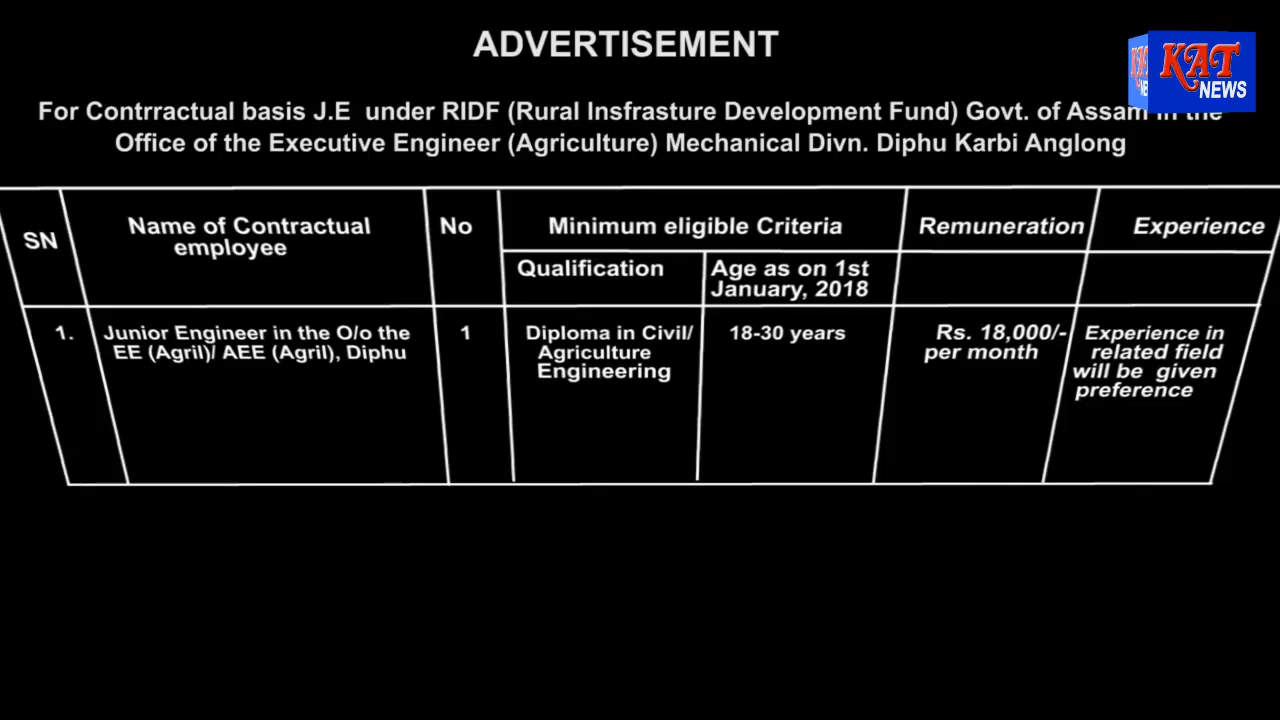 ADVERTISEMENT
KAT
NEWS
For Contrractual basis J.E under RIDF (Rural Insfrasture Development Fund) Govt. of Assam in the
Office of the Executive Engineer (Agriculture) Mechanical Divn. Diphu Karbi Anglong
SN
Name of Contractual
employee
No
Minimum eligible Criteria
Remuneration
Experience
Qualification
Age as on 1st
January, 2018
1.
Junior Engineer in the O/o the
EE (Agril)/ AEE (Agril), Diphu
1
Diploma in Civil/
Agriculture
Engineering
18-30 years
Rs. 18,000/-
per month
Experience in
related field
will be given
preference